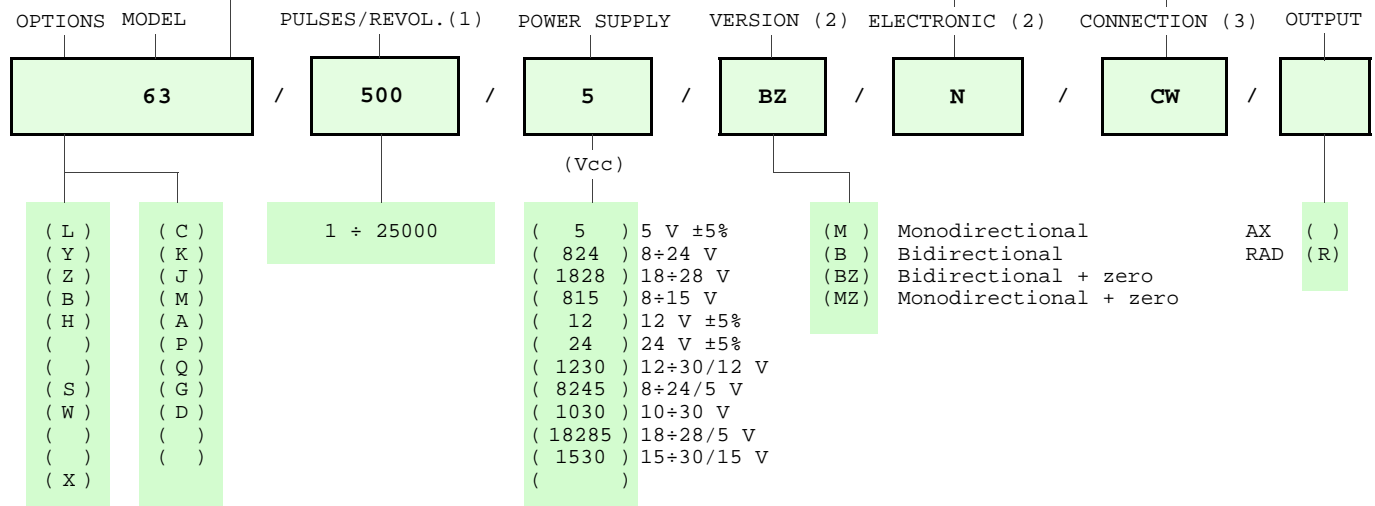 OPTIONS MODEL PULSES/REVOL.(1) POWER SUPPLY VERSION (2) ELECTRONIC (2) CONNECTION (3) OUTPUT
63 / 500 / 5 / BZ / N / CW /
(Vcc)
( L ) ( C ) 1 ÷ 25000 ( 5 ) 5 V ±5% (M ) Monodirectional AX ( )
( Y ) ( K ) ( 824 ) 8÷24 V (B ) Bidirectional RAD (R)
( Z ) ( J ) ( 1828 ) 18÷28 V (BZ) Bidirectional + zero
( B ) ( M ) ( 815 ) 8÷15 V (MZ) Monodirectional + zero
( H ) ( A ) ( 12 ) 12 V ±5%
( ) ( P ) ( 24 ) 24 V ±5%
( ) ( Q ) ( 1230 ) 12÷30/12 V
( S ) ( G ) ( 8245 ) 8÷24/5 V
( W ) ( D ) ( 1030 ) 10÷30 V
( ) ( ) ( 18285 ) 18÷28/5 V
( ) ( ) ( 1530 ) 15÷30/15 V
( X ) ( )